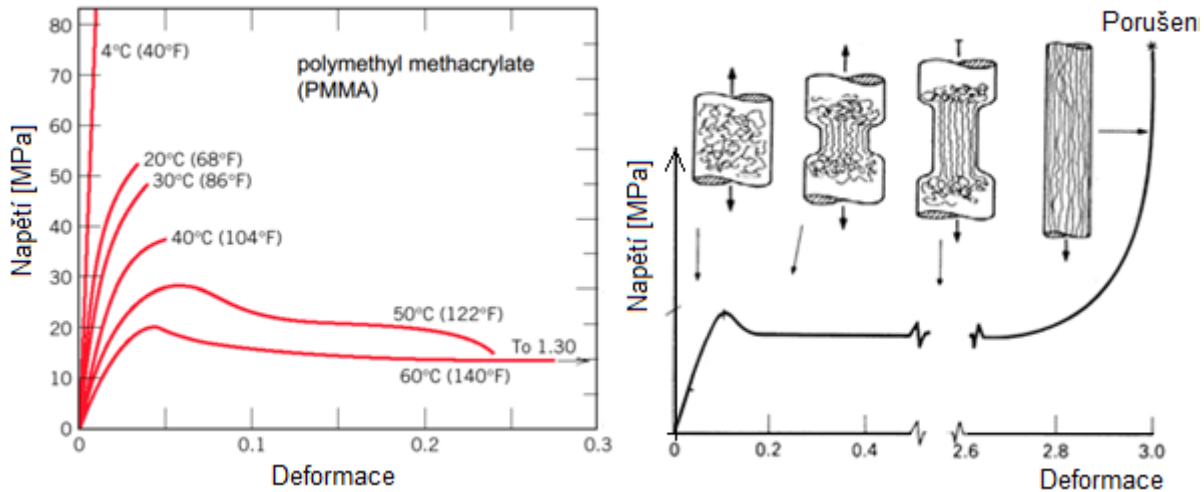 80
70
60
50
40
30
20
10
0
Napětí [MPa]
4°C (40°F)
polymethyl methacrylate
(PMMA)
20°C (68°F)
30°C (86°F)
40°C (104°F)
50°C (122°F)
To 1.30
60°C (140°F)
0
0.1
0.2
0.3
Deformace
Porušeni
Napětí [MPa]
T
0
0.2
0.4
2.6
2.8
3.0
Deformace